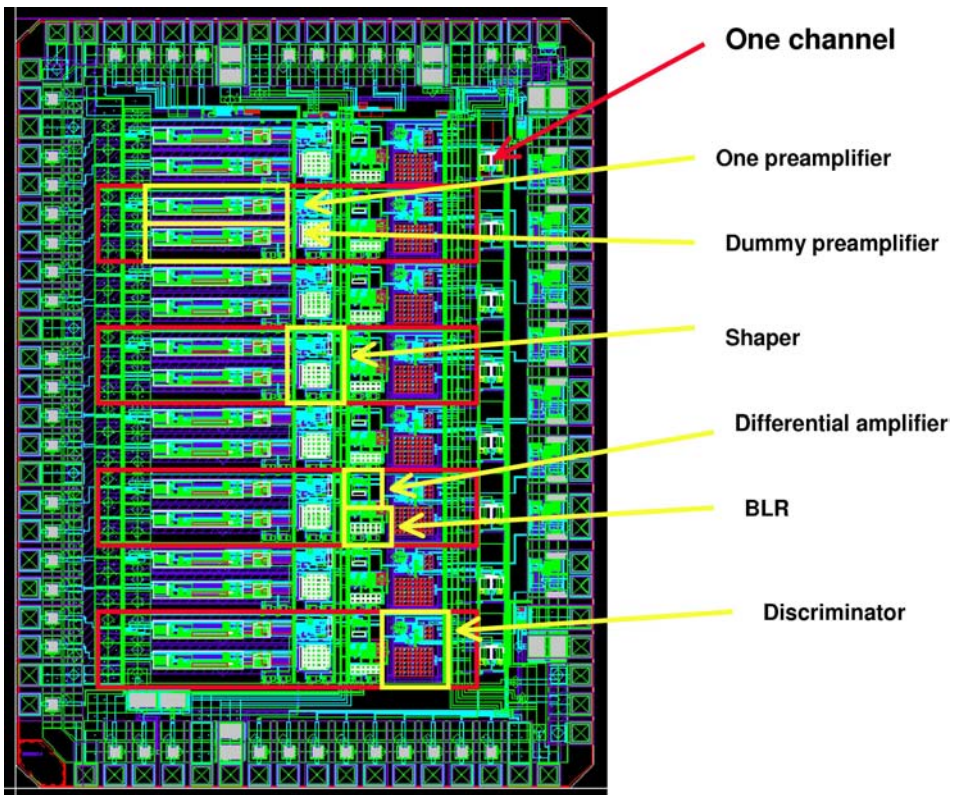 One channel
One preamplifier
Dummy preamplifier
Shaper
Differential amplifier
BLR
Discriminator